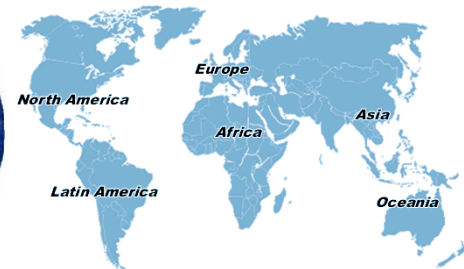 Europe
North America
Asia
Africa
Latin America
Oceania